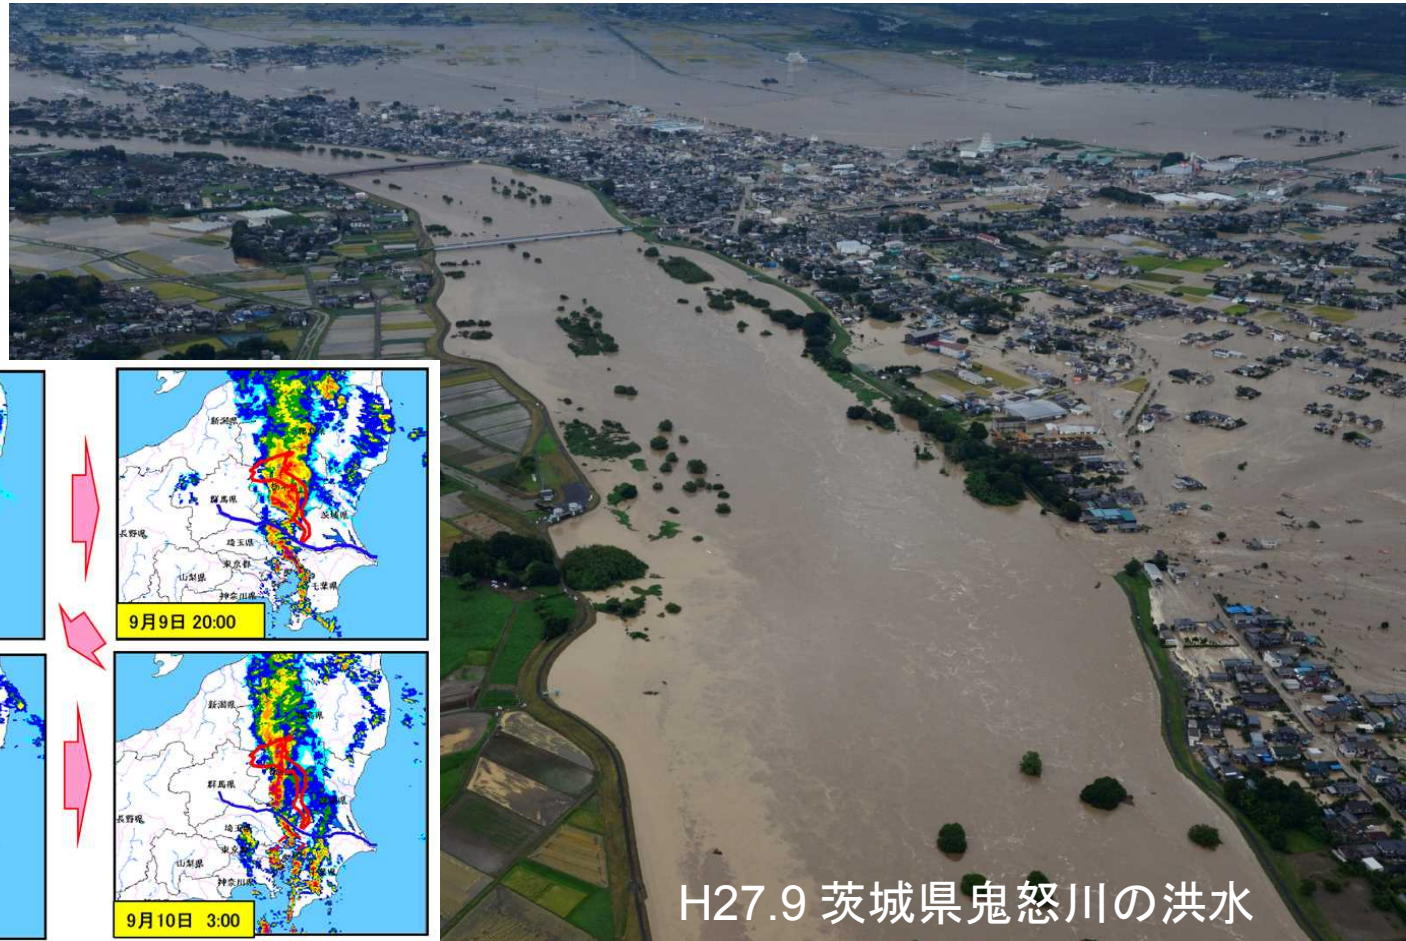 新潟県
群馬県
茨城県
長野県
埼玉県
東京都
山梨県
千葉県
神奈川県
9月9日 20:00
新潟県
群馬県
長野県
埼玉県
山梨県
神奈川県
9月10日 3:00
H27.9 茨城県鬼怒川の洪水